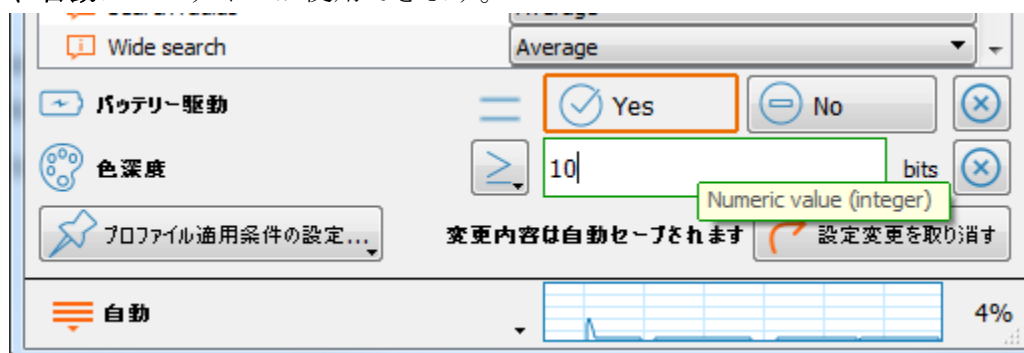 Wide search Average
バッテリー駆動 Yes No
色深度 ≥ 10 bits
Numeric value (integer)
プロファイル適用条件の設定... 変更内容は自動セーブされます 設定変更を取り消す
自動 4%